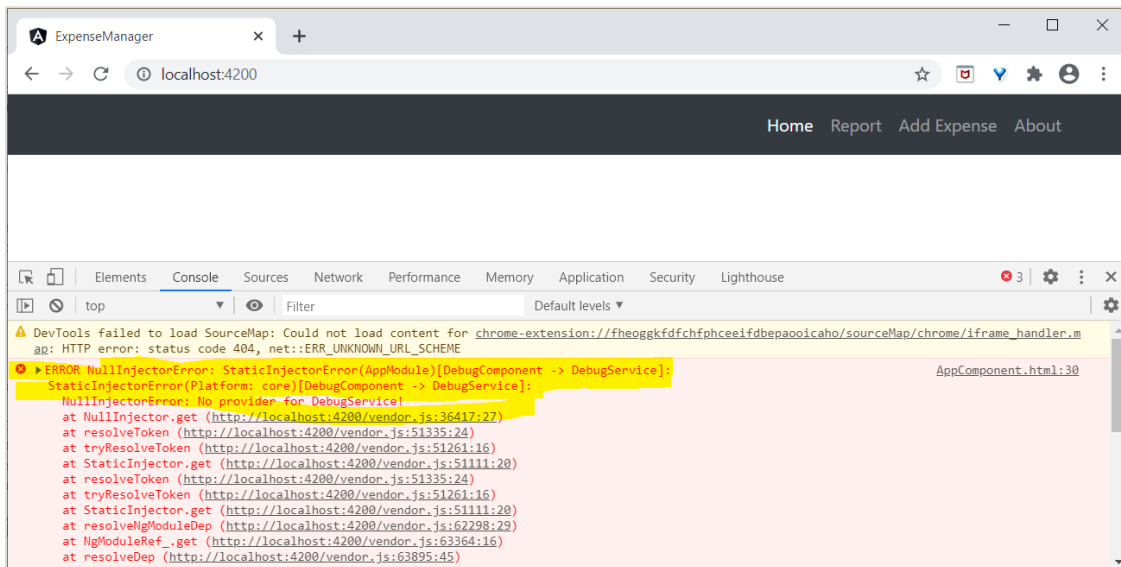 ExpenseManager
localhost:4200
Home Report Add Expense About
Elements Console Sources Network Performance Memory Application Security Lighthouse 3
top Filter Default levels ▼
DevTools failed to load SourceMap: Could not load content for chrome-extension://fheoggkfdfchfphceeifdbepaooicaho/sourceMap/chrome/iframe_handler.m
ap: HTTP error: status code 404, net::ERR_UNKNOWN_URL_SCHEME
ERROR NullInjectorError: StaticInjectorError(AppModule)[DebugComponent -> DebugService]: AppComponent.html:30
StaticInjectorError(Platform: core)[DebugComponent -> DebugService]:
NullInjectorError: No provider for DebugService!
at NullInjector.get (http://localhost:4200/vendor.js:36417:27)
at resolveToken (http://localhost:4200/vendor.js:51335:24)
at tryResolveToken (http://localhost:4200/vendor.js:51261:16)
at StaticInjector.get (http://localhost:4200/vendor.js:51111:20)
at resolveToken (http://localhost:4200/vendor.js:51335:24)
at tryResolveToken (http://localhost:4200/vendor.js:51261:16)
at StaticInjector.get (http://localhost:4200/vendor.js:51111:20)
at resolveNgModuleDep (http://localhost:4200/vendor.js:62298:29)
at NgModuleRef_.get (http://localhost:4200/vendor.js:63364:16)
at resolveDep (http://localhost:4200/vendor.js:63895:45)